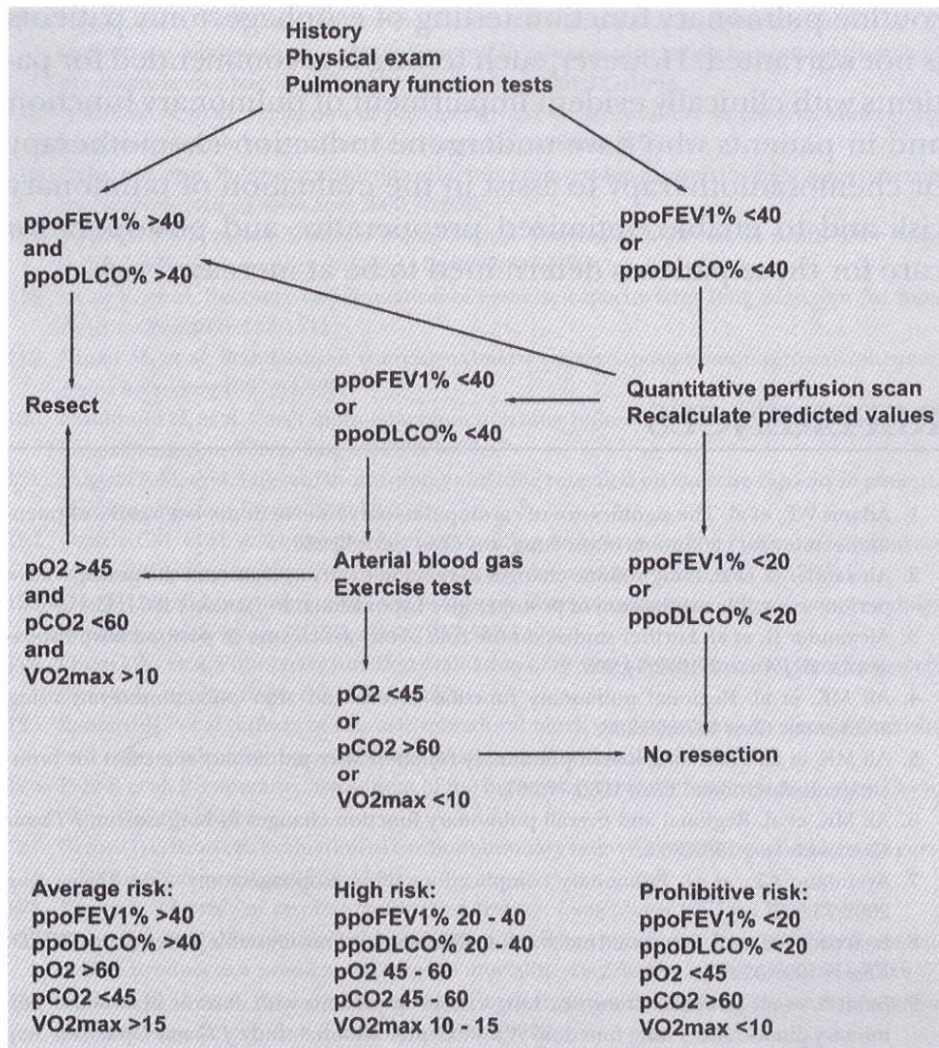 History
Physical exam
Pulmonary function tests
ppoFEV1% >40
and
ppoDLCO% >40
ppoFEV1% <40
or
ppoDLCO% <40
Resect
ppoFEV1% <40
or
ppoDLCO% <40
Quantitative perfusion scan
Recalculate predicted values
pO2 >45
and
pCO2 <60
and
VO2max >10
Arterial blood gas
Exercise test
ppoFEV1% <20
or
ppoDLCO% <20
pO2 <45
or
pCO2 >60
or
VO2max <10
No resection
Average risk:
ppoFEV1% >40
ppoDLCO% >40
pO2 >60
pCO2 <45
VO2max >15
High risk:
ppoFEV1% 20 - 40
ppoDLCO% 20 - 40
pO2 45 - 60
pCO2 45 - 60
VO2max 10 - 15
Prohibitive risk:
ppoFEV1% <20
ppoDLCO% <20
pO2 <45
pCO2 >60
VO2max <10